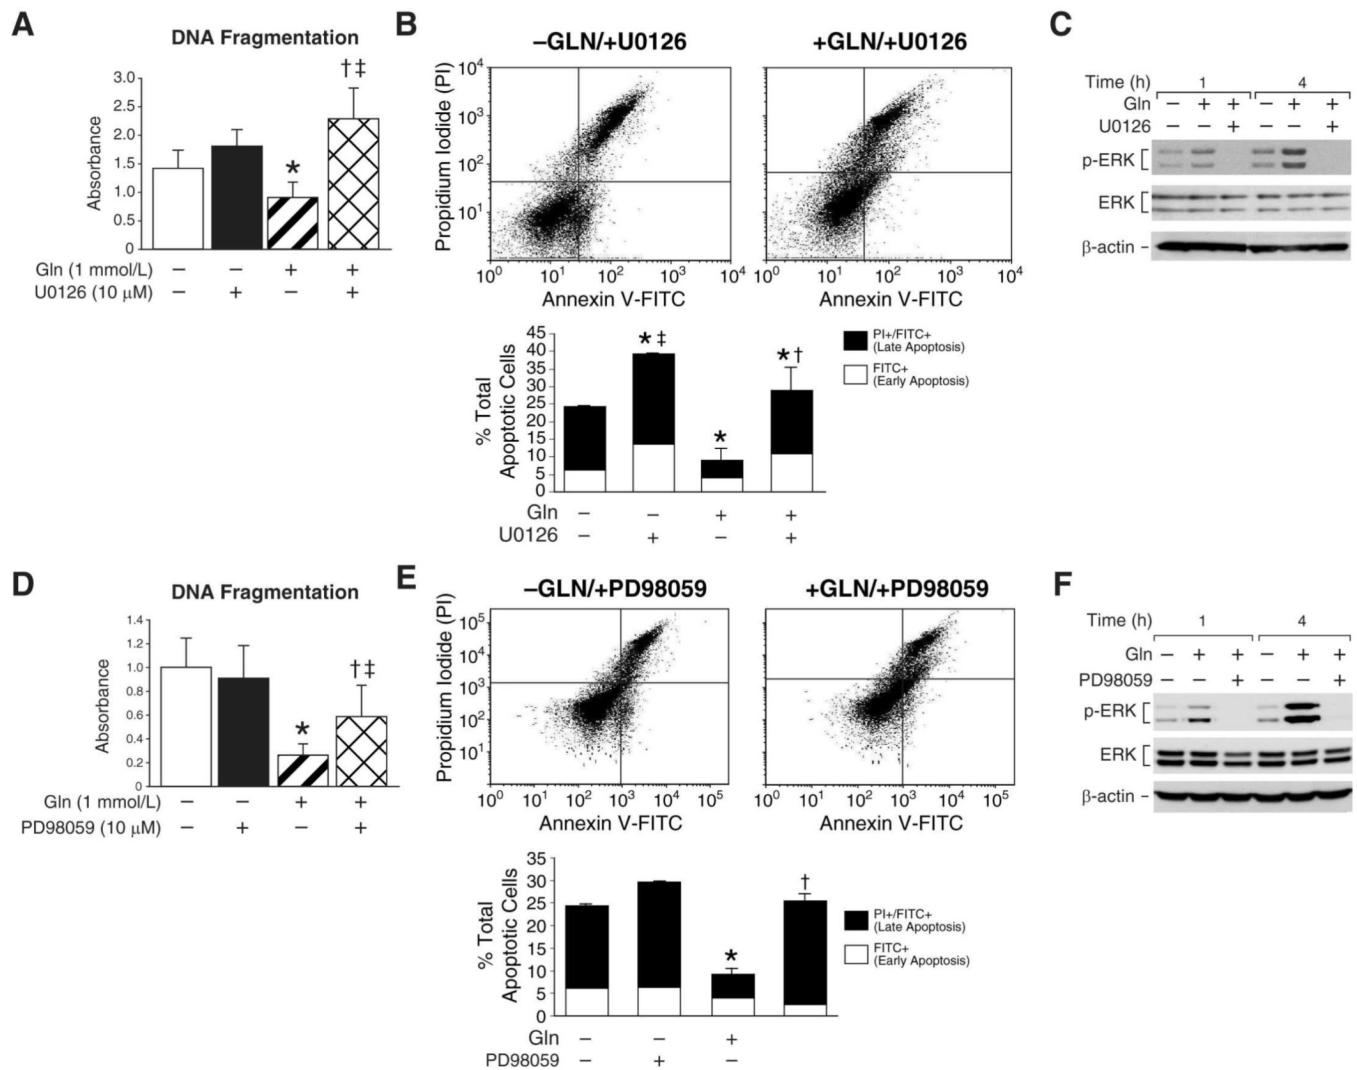 A
DNA Fragmentation
†‡
3.0
2.5
2.0
1.5
1.0
0.5
0
Absorbance
*
Gln (1 mmol/L) – – + +
U0126 (10 µM) – + – +
B
–GLN/+U0126
+GLN/+U0126
Propidium Iodide (PI)
10⁴
10³
10²
10¹
10⁰ 10¹ 10² 10³ 10⁴
10⁰ 10¹ 10² 10³ 10⁴
Annexin V-FITC
Annexin V-FITC
% Total
Apoptotic Cells
45
40
35
30
25
20
15
10
5
0
*‡
*
*†
PI+/FITC+
(Late Apoptosis)
FITC+
(Early Apoptosis)
Gln – – + +
U0126 – + – +
C
Time (h) 1 4
Gln – + + – + +
U0126 – – + – – +
p-ERK
ERK
β-actin –
D
DNA Fragmentation
1.4
1.2
1.0
0.8
0.6
0.4
0.2
0
Absorbance
*
†‡
Gln (1 mmol/L) – – + +
PD98059 (10 µM) – + – +
E
–GLN/+PD98059
+GLN/+PD98059
Propidium Iodide (PI)
10⁵
10⁴
10³
10²
10¹
10⁰ 10¹ 10² 10³ 10⁴ 10⁵
10⁰ 10¹ 10² 10³ 10⁴ 10⁵
Annexin V-FITC
Annexin V-FITC
% Total
Apoptotic Cells
35
30
25
20
15
10
5
0
*
†
PI+/FITC+
(Late Apoptosis)
FITC+
(Early Apoptosis)
Gln – – +
PD98059 – + –
F
Time (h) 1 4
Gln – + + – + +
PD98059 – – + – – +
p-ERK
ERK
β-actin –